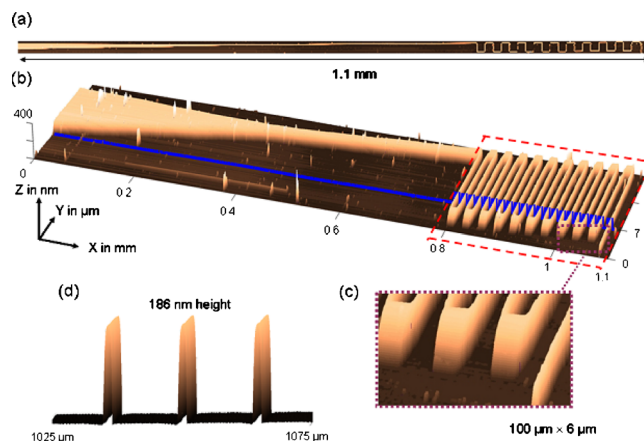 (a)
1.1 mm
(b)
400
0
Z in nm
Y in µm
X in mm
0
0 2
0 4
0 6
0 8
1
1.1
7
0
(d)
186 nm height
1025 µm
1075 µm
(c)
100 µm × 6 µm